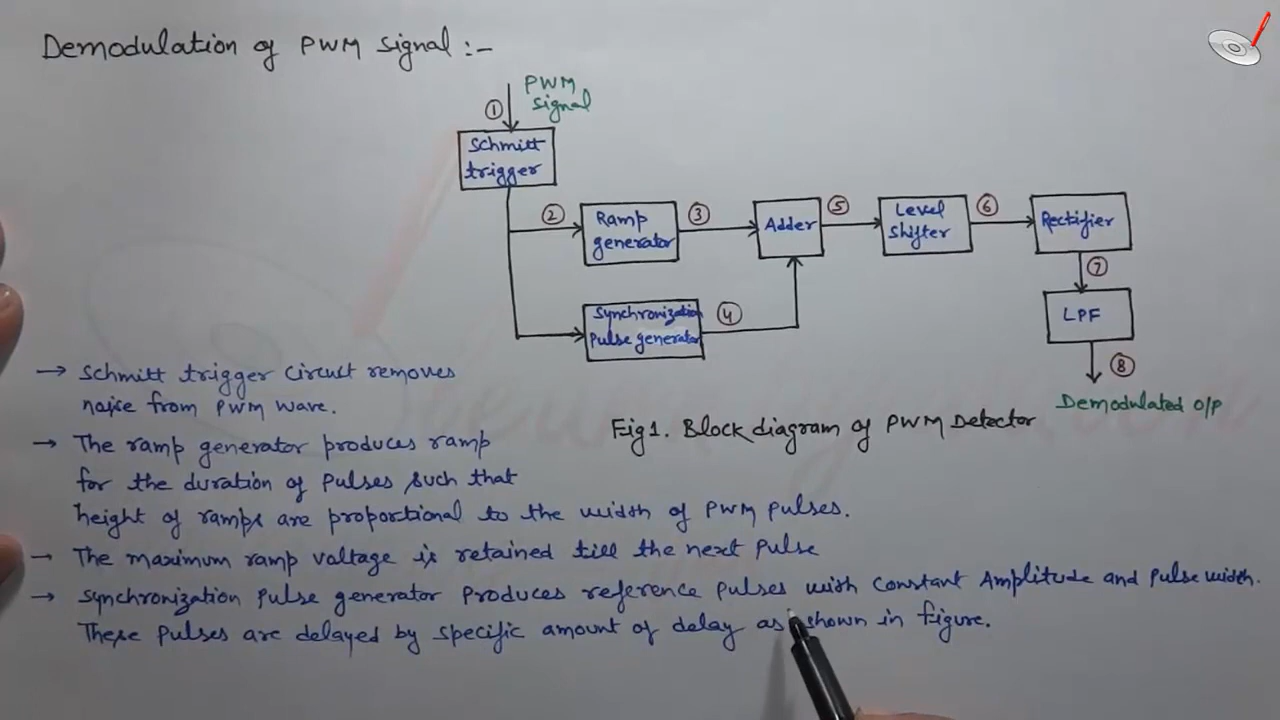 Demodulation of PWM Signal :-
PWM
Signal
①
Schmitt
trigger
②
Ramp
generator
③
Adder
⑤
Level
Shifter
⑥
Rectifier
⑦
Synchronization
Pulse generator
④
LPF
⑧
Demodulated O/P
Fig1. Block diagram of PWM Detector
→ Schmitt trigger circuit removes
noise from PWM wave.
→ The ramp generator produces ramp
for the duration of pulses such that
height of ramps are proportional to the width of PWM pulses.
→ The maximum ramp voltage is retained till the next pulse
→ Synchronization pulse generator produces reference pulses with constant Amplitude and pulse width.
These pulses are delayed by specific amount of delay as shown in figure.